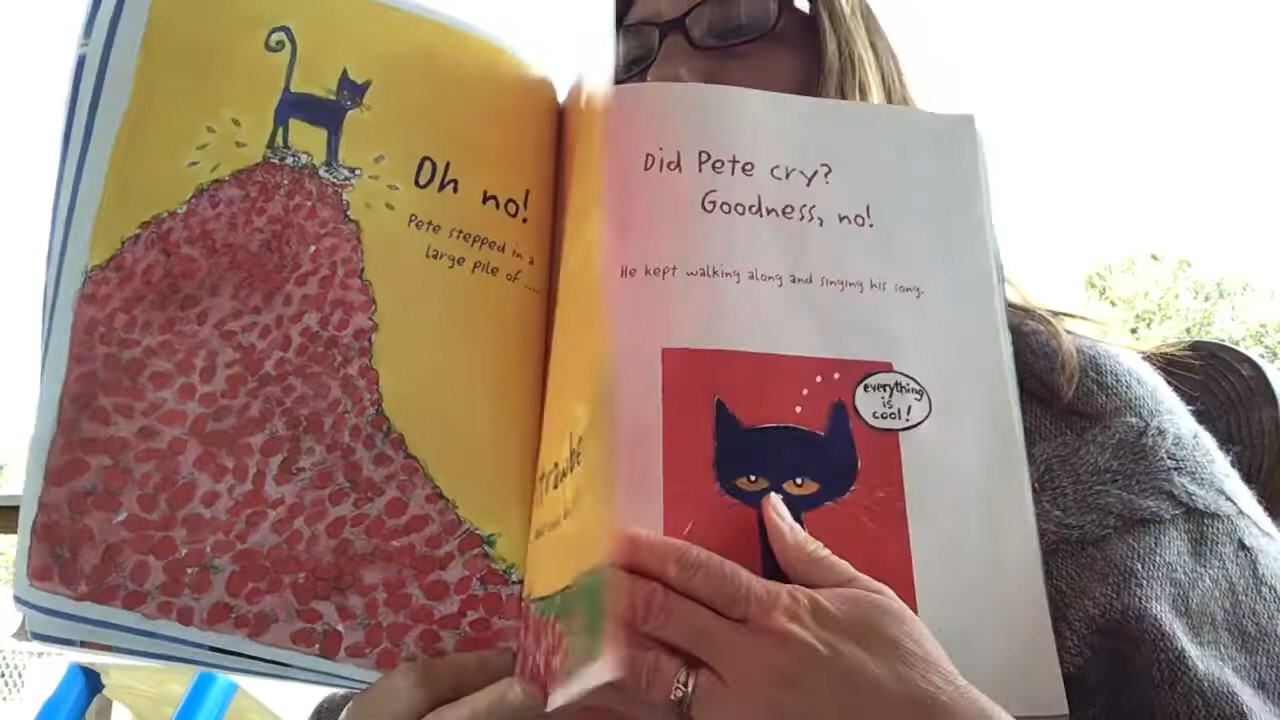 Oh no!
Pete stepped in a
large pile of ....
Did Pete cry?
Goodness, no!
He kept walking along and singing his song.
everything
is
cool!